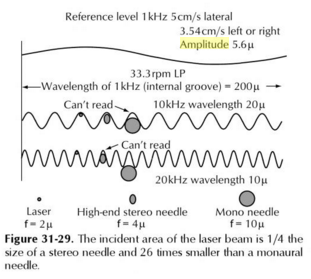 Reference level 1kHz 5cm/s lateral
3.54cm/s left or right
Amplitude 5.6µ
33.3rpm LP
Wavelength of 1kHz (internal groove) = 200µ
Can't read
10kHz wavelength 20µ
Can't read
20kHz wavelength 10µ
Laser
f = 2µ
High-end stereo needle
f = 4µ
Mono needle
f = 10µ
Figure 31-29. The incident area of the laser beam is 1/4 the
size of a stereo needle and 26 times smaller than a monaural
needle.